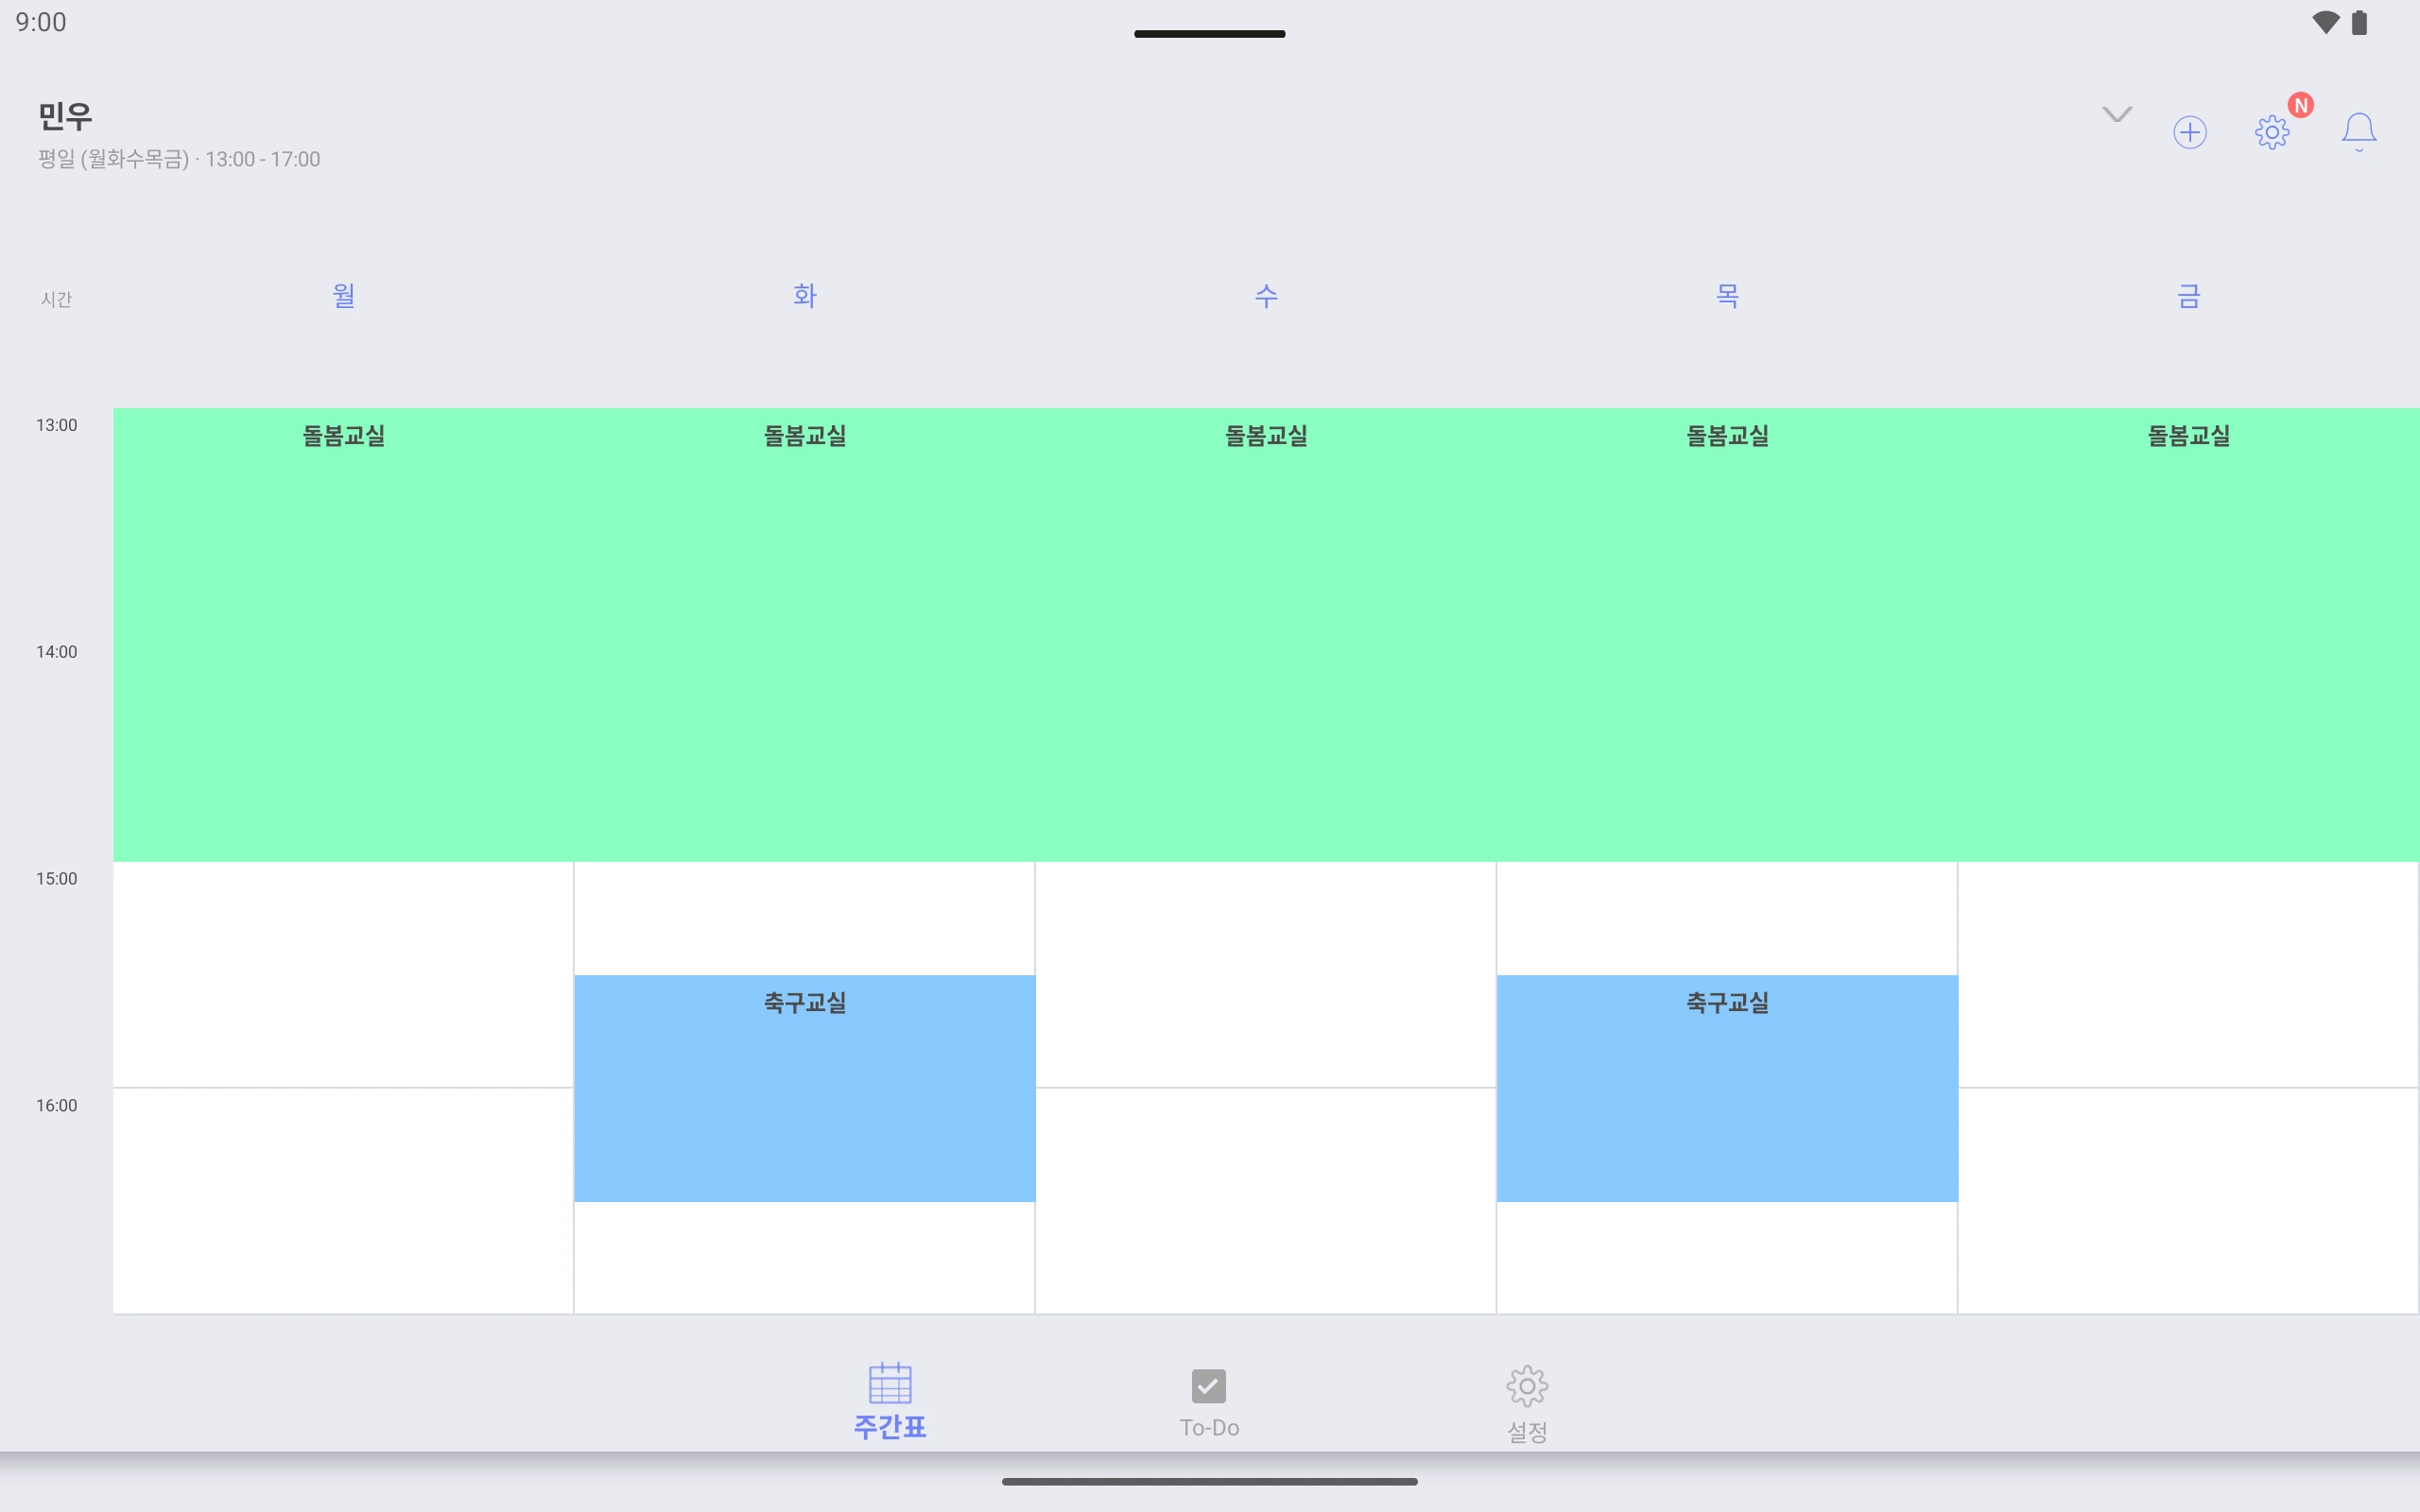 9:00
민우
평일 (월화수목금) · 13:00 - 17:00
N
시간 월 화 수 목 금
13:00 돌봄교실 돌봄교실 돌봄교실 돌봄교실 돌봄교실
14:00
15:00
축구교실 축구교실
16:00
주간표 To-Do 설정